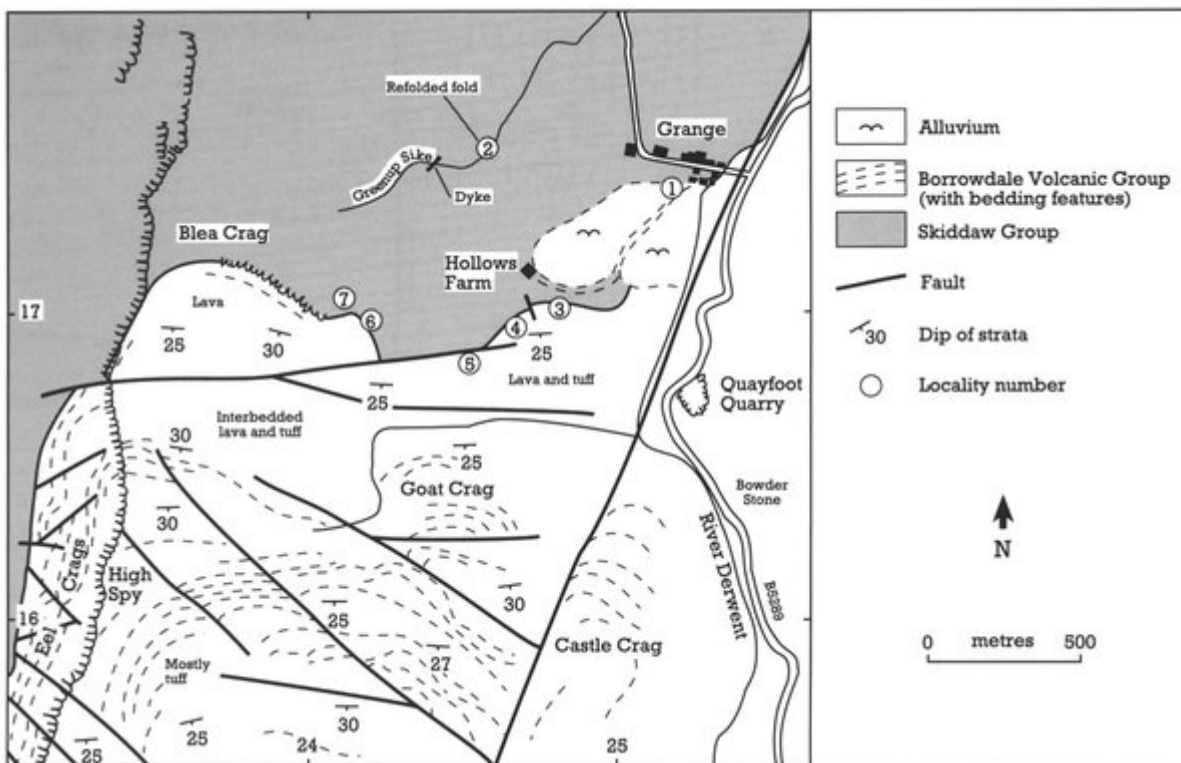 Refolded fold
Grange
2
Greenup Sike
Dyke
1
Blea Crag
Hollows
Farm
17
Lava
7
6
3
4
5
25
30
25
Lava and tuff
25
Quayfoot
Quarry
Interbedded
lava and tuff
30
25
Goat Crag
Bowder
Stone
River Derwent
B5289
30
Eel Crags
High
Spy
16
25
30
Castle Crag
27
Mostly
tuff
25
30
25
24
25
Alluvium
Borrowdale Volcanic Group
(with bedding features)
Skiddaw Group
Fault
30
Dip of strata
Locality number
N
0 metres 500